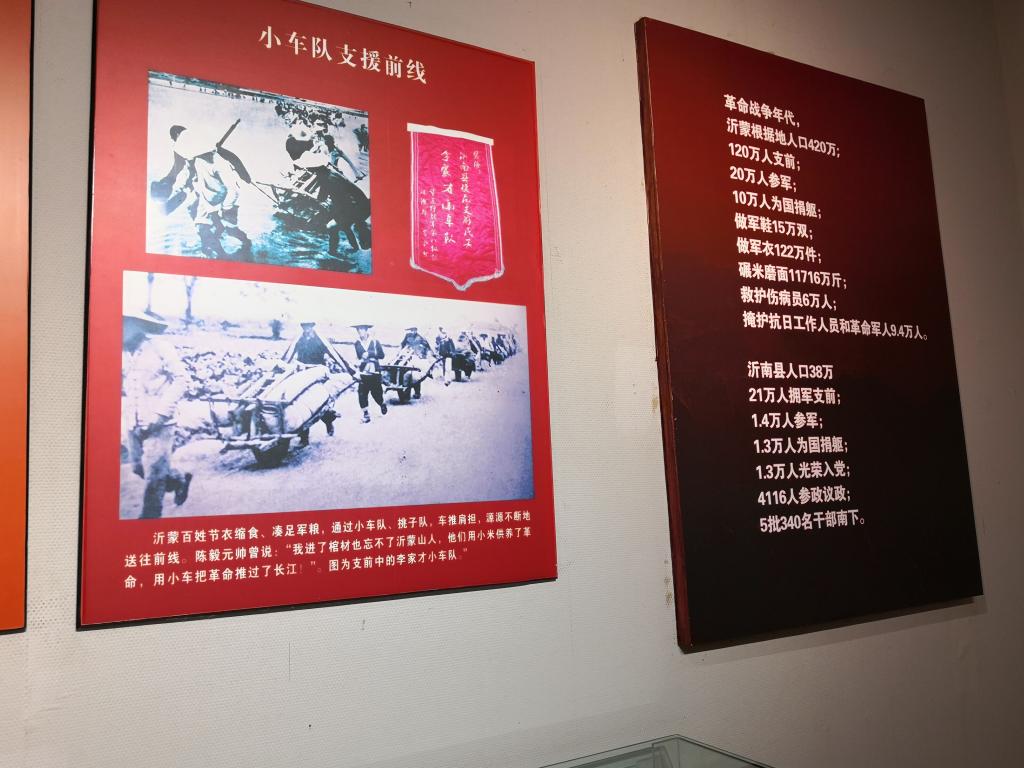 小车队支援前线
李家才小车队
沂蒙百姓节衣缩食、凑足军粮，通过小车队、挑子队，车推肩担，源源不断地
送往前线。陈毅元帅曾说：“我进了棺材也忘不了沂蒙山人，他们用小米供养了革
命，用小车把革命推过了长江！”。图为支前中的李家才小车队。”
革命战争年代，
沂蒙根据地人口420万；
120万人支前；
20万人参军；
10万人为国捐躯；
做军鞋15万双；
做军衣122万件；
碾米磨面11716万斤；
救护伤病员6万人；
掩护抗日工作人员和革命军人9.4万人。
沂南县人口38万
21万人拥军支前；
1.4万人参军；
1.3万人为国捐躯；
1.3万人光荣入党；
4116人参政议政；
5批340名干部南下。